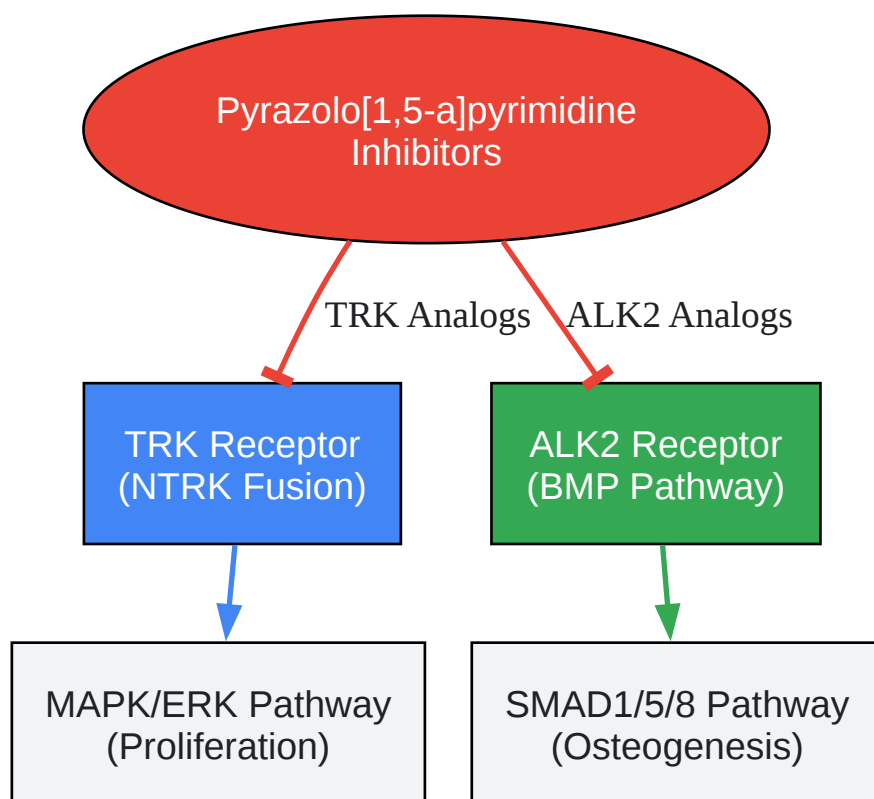 Pyrazolo[1,5-a]pyrimidine
Inhibitors
TRK Analogs
ALK2 Analogs
TRK Receptor
(NTRK Fusion)
ALK2 Receptor
(BMP Pathway)
MAPK/ERK Pathway
(Proliferation)
SMAD1/5/8 Pathway
(Osteogenesis)